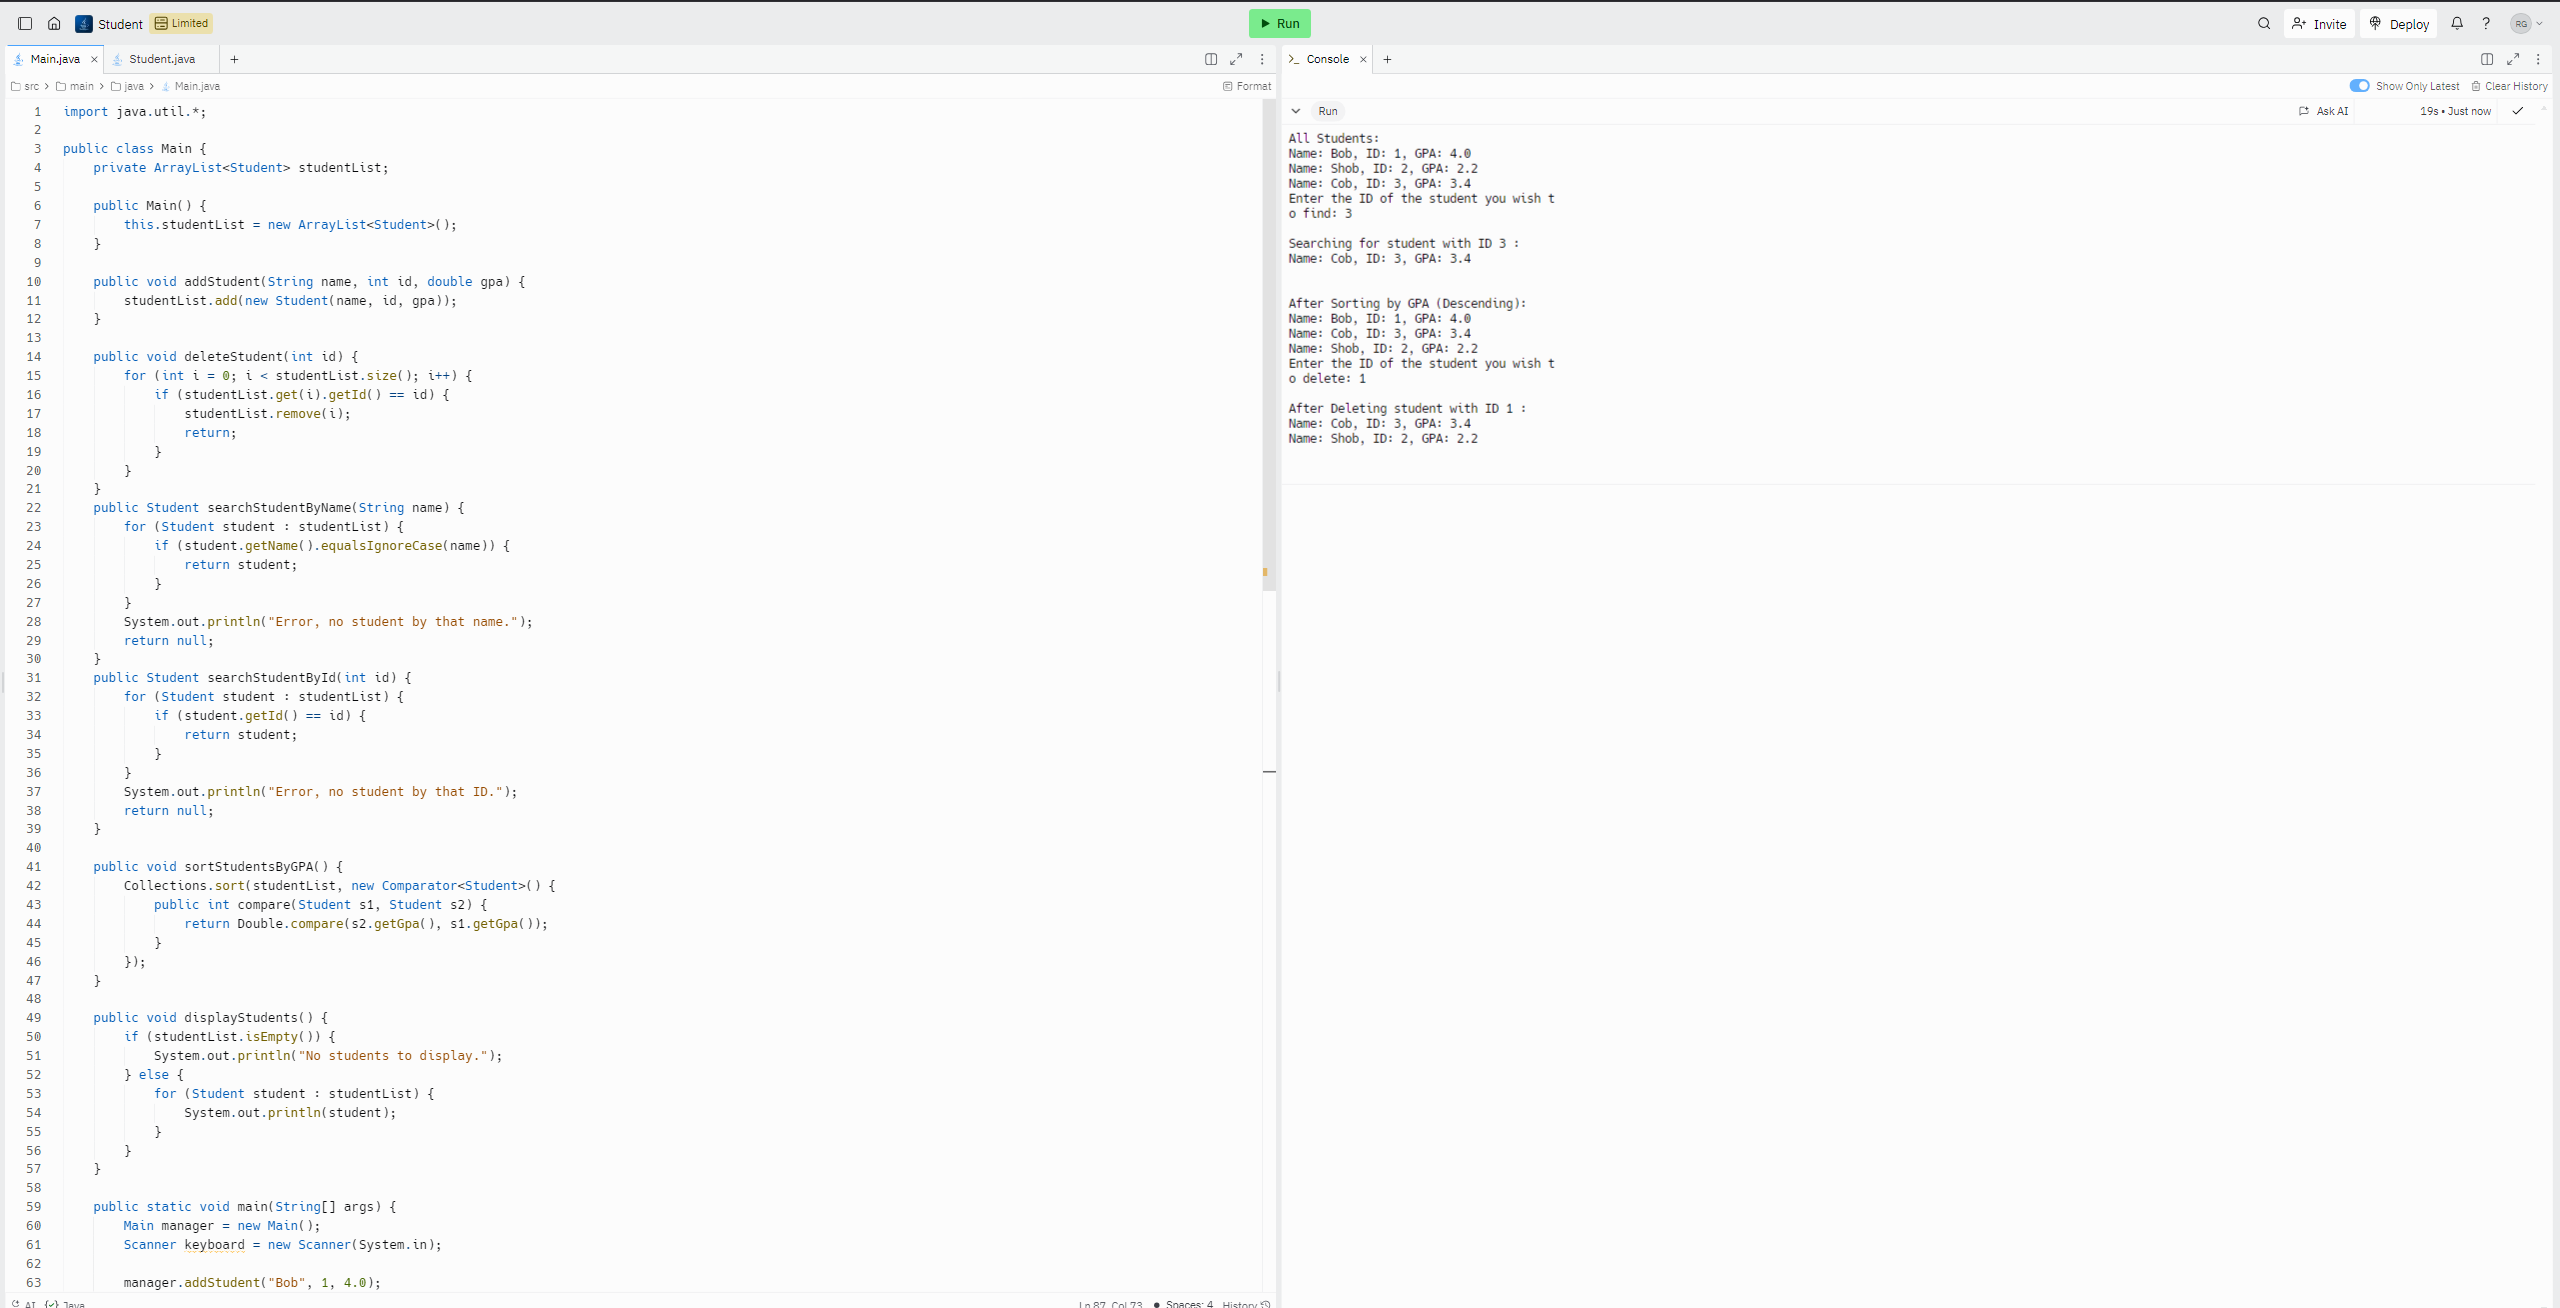 Student Limited Run Invite Deploy RG
Main.java Student.java Console
src > main > java > Main.java Format Show Only Latest Clear History
1 import java.util.*;
2
3 public class Main {
4     private ArrayList<Student> studentList;
5
6     public Main() {
7         this.studentList = new ArrayList<Student>();
8     }
9
10     public void addStudent(String name, int id, double gpa) {
11         studentList.add(new Student(name, id, gpa));
12     }
13
14     public void deleteStudent(int id) {
15         for (int i = 0; i < studentList.size(); i++) {
16             if (studentList.get(i).getId() == id) {
17                 studentList.remove(i);
18                 return;
19             }
20         }
21     }
22     public Student searchStudentByName(String name) {
23         for (Student student : studentList) {
24             if (student.getName().equalsIgnoreCase(name)) {
25                 return student;
26             }
27         }
28         System.out.println("Error, no student by that name.");
29         return null;
30     }
31     public Student searchStudentById(int id) {
32         for (Student student : studentList) {
33             if (student.getId() == id) {
34                 return student;
35             }
36         }
37         System.out.println("Error, no student by that ID.");
38         return null;
39     }
40
41     public void sortStudentsByGPA() {
42         Collections.sort(studentList, new Comparator<Student>() {
43             public int compare(Student s1, Student s2) {
44                 return Double.compare(s2.getGpa(), s1.getGpa());
45             }
46         });
47     }
48
49     public void displayStudents() {
50         if (studentList.isEmpty()) {
51             System.out.println("No students to display.");
52         } else {
53             for (Student student : studentList) {
54                 System.out.println(student);
55             }
56         }
57     }
58
59     public static void main(String[] args) {
60         Main manager = new Main();
61         Scanner keyboard = new Scanner(System.in);
62
63         manager.addStudent("Bob", 1, 4.0);
AI Java Ln 87, Col 73 • Spaces: 4 History
Run Ask AI 19s • Just now
All Students:
Name: Bob, ID: 1, GPA: 4.0
Name: Shob, ID: 2, GPA: 2.2
Name: Cob, ID: 3, GPA: 3.4
Enter the ID of the student you wish t
o find: 3
Searching for student with ID 3 :
Name: Cob, ID: 3, GPA: 3.4
After Sorting by GPA (Descending):
Name: Bob, ID: 1, GPA: 4.0
Name: Cob, ID: 3, GPA: 3.4
Name: Shob, ID: 2, GPA: 2.2
Enter the ID of the student you wish t
o delete: 1
After Deleting student with ID 1 :
Name: Cob, ID: 3, GPA: 3.4
Name: Shob, ID: 2, GPA: 2.2